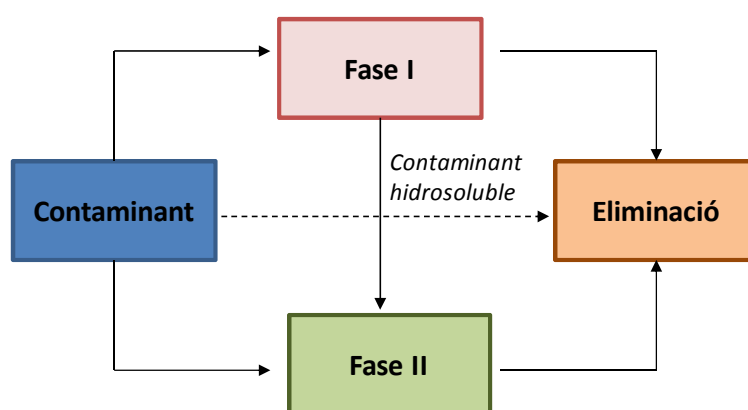 Fase I
Contaminant
hidrosoluble
Contaminant
Eliminació
Fase II